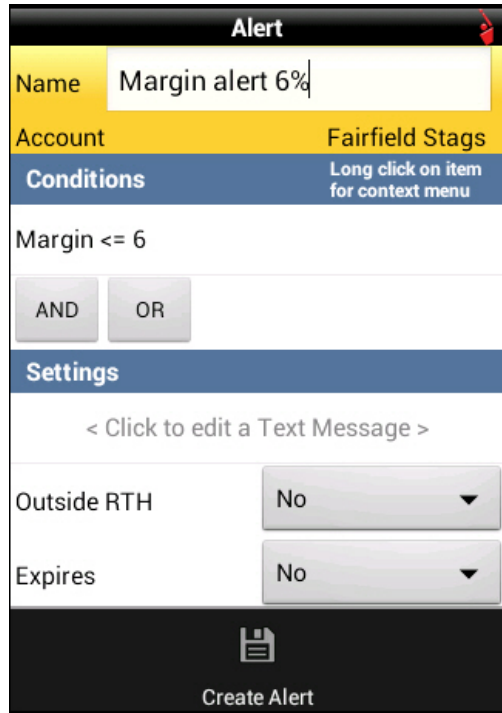 Alert
Name Margin alert 6%
Account Fairfield Stags
Conditions Long click on item
for context menu
Margin <= 6
AND OR
Settings
< Click to edit a Text Message >
Outside RTH No
Expires No
Create Alert